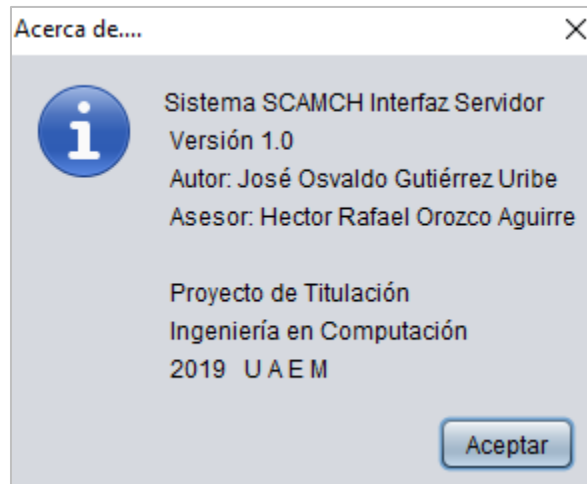 Acerca de....
Sistema SCAMCH Interfaz Servidor
Versión 1.0
Autor: José Osvaldo Gutiérrez Uribe
Asesor: Hector Rafael Orozco Aguirre
Proyecto de Titulación
Ingeniería en Computación
2019 U A E M
Aceptar